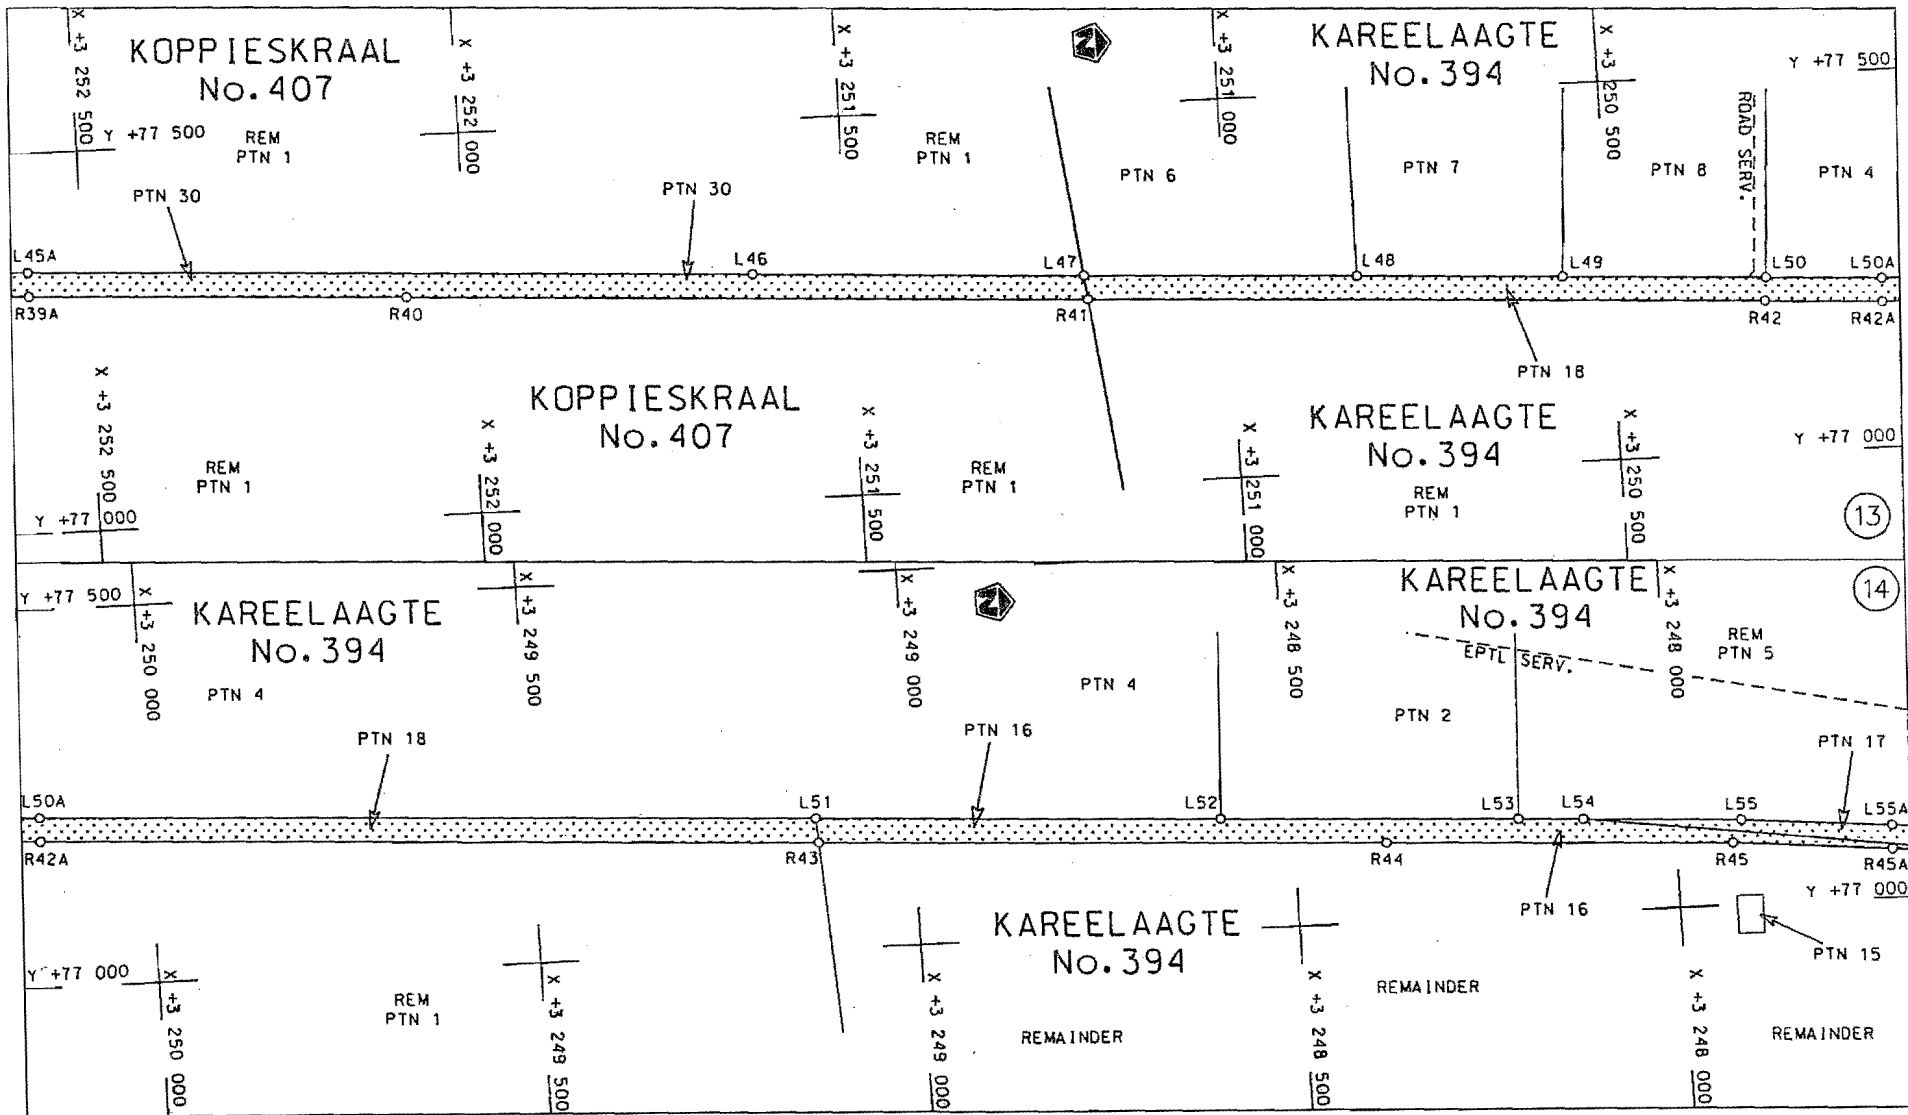 KOPPIESKRAAL
No.407
X +3 252 500
X +3 252 000
X +3 251 500
N
X +3 251 000
KAREELAAGTE
No.394
X +3 250 500
Y +77 500
Y +77 500
REM
PTN 1
REM
PTN 1
PTN 6
PTN 7
PTN 8
ROAD SERV.
PTN 4
PTN 30
PTN 30
L45A
L46
L47
L48
L49
L50
L50A
R39A
R40
R41
R42
R42A
PTN 18
X +3 252 500
KOPPIESKRAAL
No.407
X +3 252 000
X +3 251 500
X +3 251 000
KAREELAAGTE
No.394
X +3 250 500
Y +77 000
REM
PTN 1
REM
PTN 1
REM
PTN 1
Y +77 000
13
Y +77 500
X +3 250 000
KAREELAAGTE
No.394
X +3 249 500
X +3 249 000
N
X +3 248 500
KAREELAAGTE
No.394
X +3 248 000
14
REM
PTN 5
EPTL SERV.
PTN 4
PTN 4
PTN 2
PTN 18
PTN 16
PTN 17
L50A
L51
L52
L53
L54
L55
L55A
R42A
R43
R44
R45
R45A
Y +77 000
PTN 16
PTN 15
KAREELAAGTE
No.394
Y +77 000
X +3 250 000
X +3 249 500
X +3 249 000
X +3 248 500
X +3 248 000
REM
PTN 1
REMAINDER
REMAINDER
REMAINDER